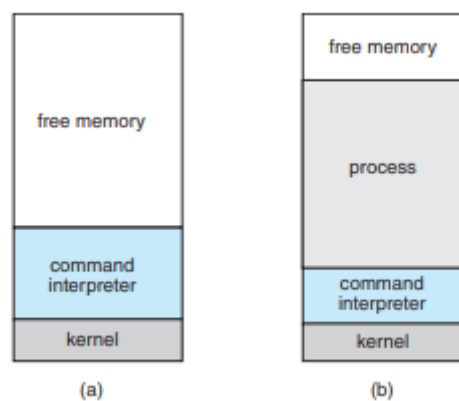 free memory
command
interpreter
kernel
(a)
free memory
process
command
interpreter
kernel
(b)